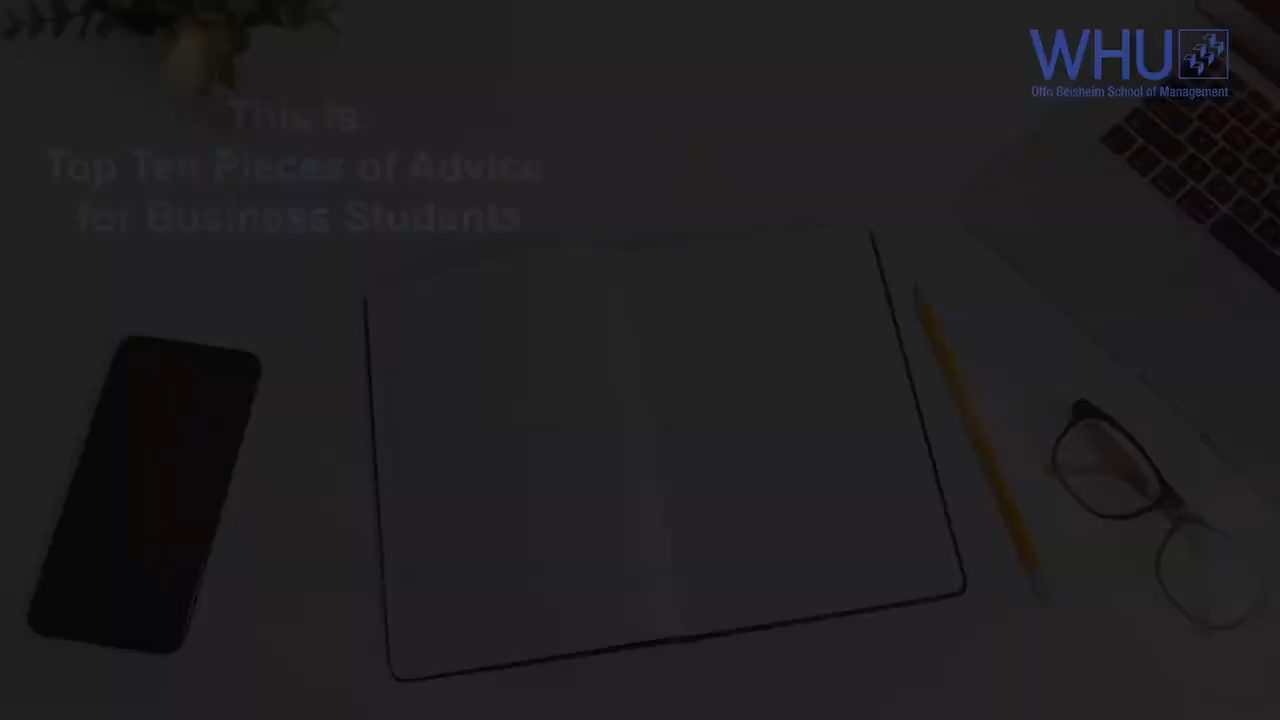 WHU
Otto Beisheim School of Management
This is
Top Ten Pieces of Advice
for Business Students